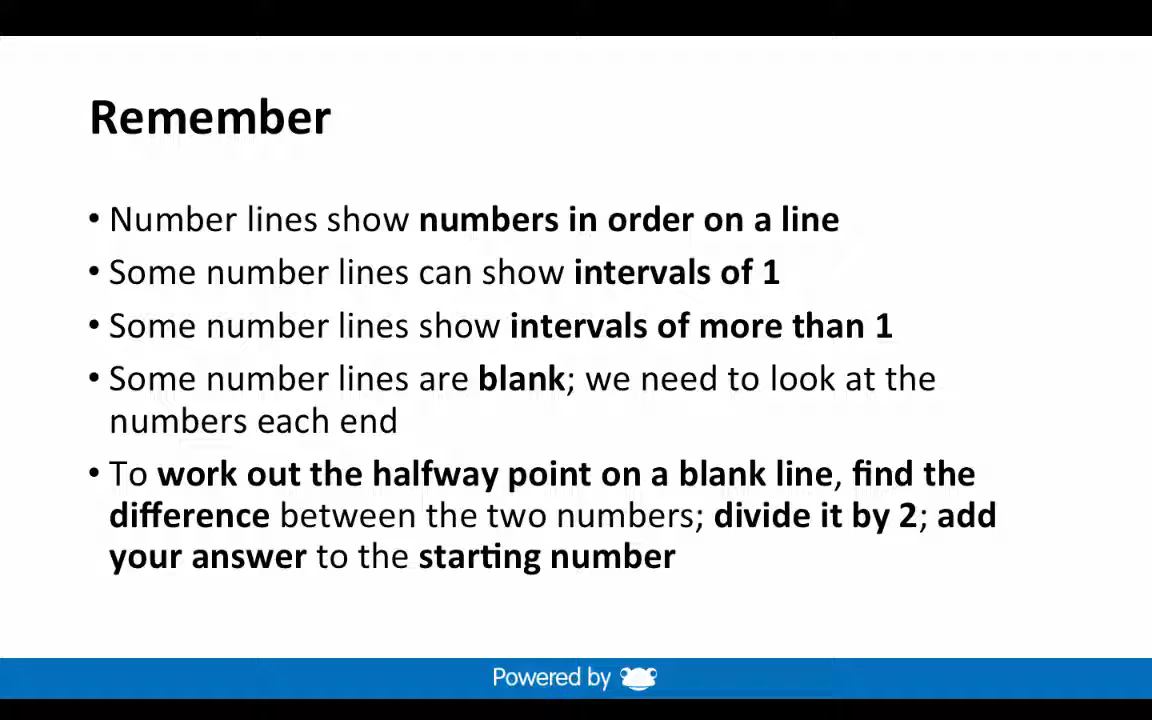 Remember
• Number lines show numbers in order on a line
• Some number lines can show intervals of 1
• Some number lines show intervals of more than 1
• Some number lines are blank; we need to look at the
numbers each end
• To work out the halfway point on a blank line, find the
difference between the two numbers; divide it by 2; add
your answer to the starting number
Powered by